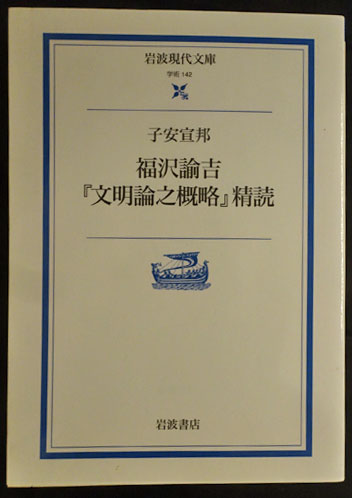 岩波現代文庫
学術 142
子安宣邦
福沢諭吉
『文明論之概略』精読
岩波書店